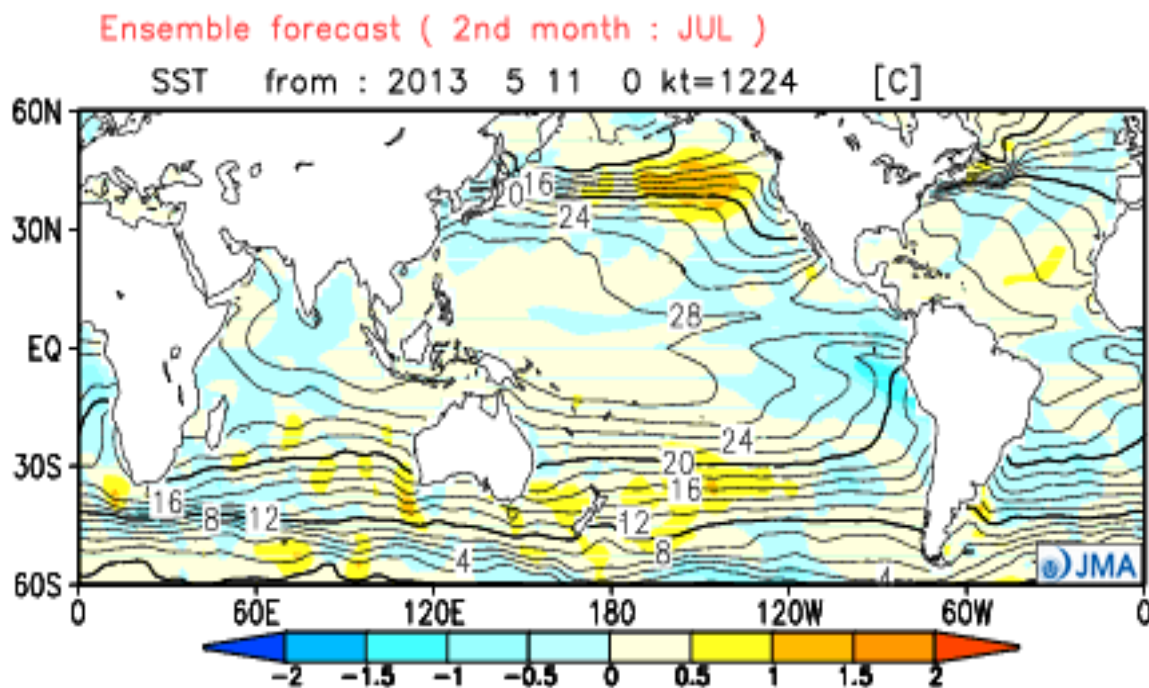 Ensemble forecast ( 2nd month : JUL )
SST from : 2013 5 11 0 kt=1224 [C]
60N
16
0
24
30N
28
EQ
24
30S
20
16
16
8
12
12
8
4
4
60S
JMA
0 60E 120E 180 120W 60W 0
-2 -1.5 -1 -0.5 0 0.5 1 1.5 2